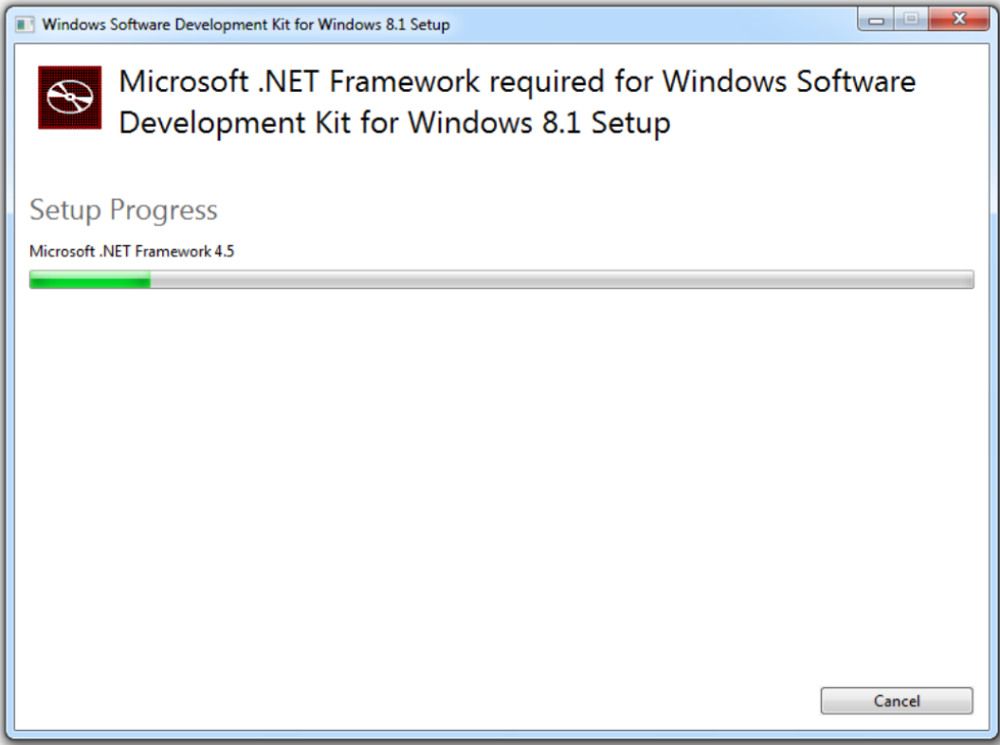 Windows Software Development Kit for Windows 8.1 Setup
Microsoft .NET Framework required for Windows Software
Development Kit for Windows 8.1 Setup
Setup Progress
Microsoft .NET Framework 4.5
Cancel